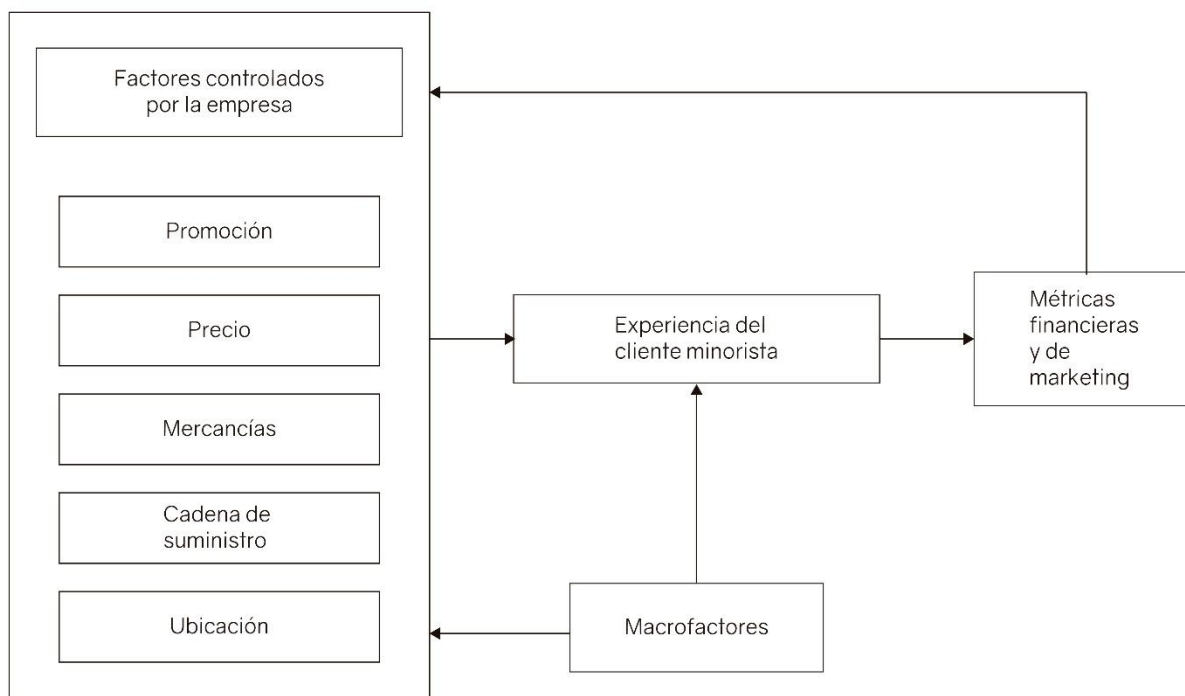 Factores controlados
por la empresa
Promoción
Precio
Mercancías
Cadena de
suministro
Ubicación
Experiencia del
cliente minorista
Macrofactores
Métricas
financieras
y de
marketing